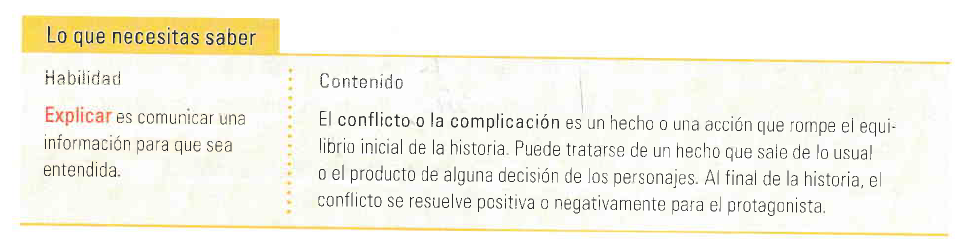 Lo que necesitas saber
Habilidad
Explicar es comunicar una
información para que sea
entendida.
Contenido
El conflicto o la complicación es un hecho o una acción que rompe el equi-
librio inicial de la historia. Puede tratarse de un hecho que sale de lo usual
o el producto de alguna decisión de los personajes. Al final de la historia, el
conflicto se resuelve positiva o negativamente para el protagonista.